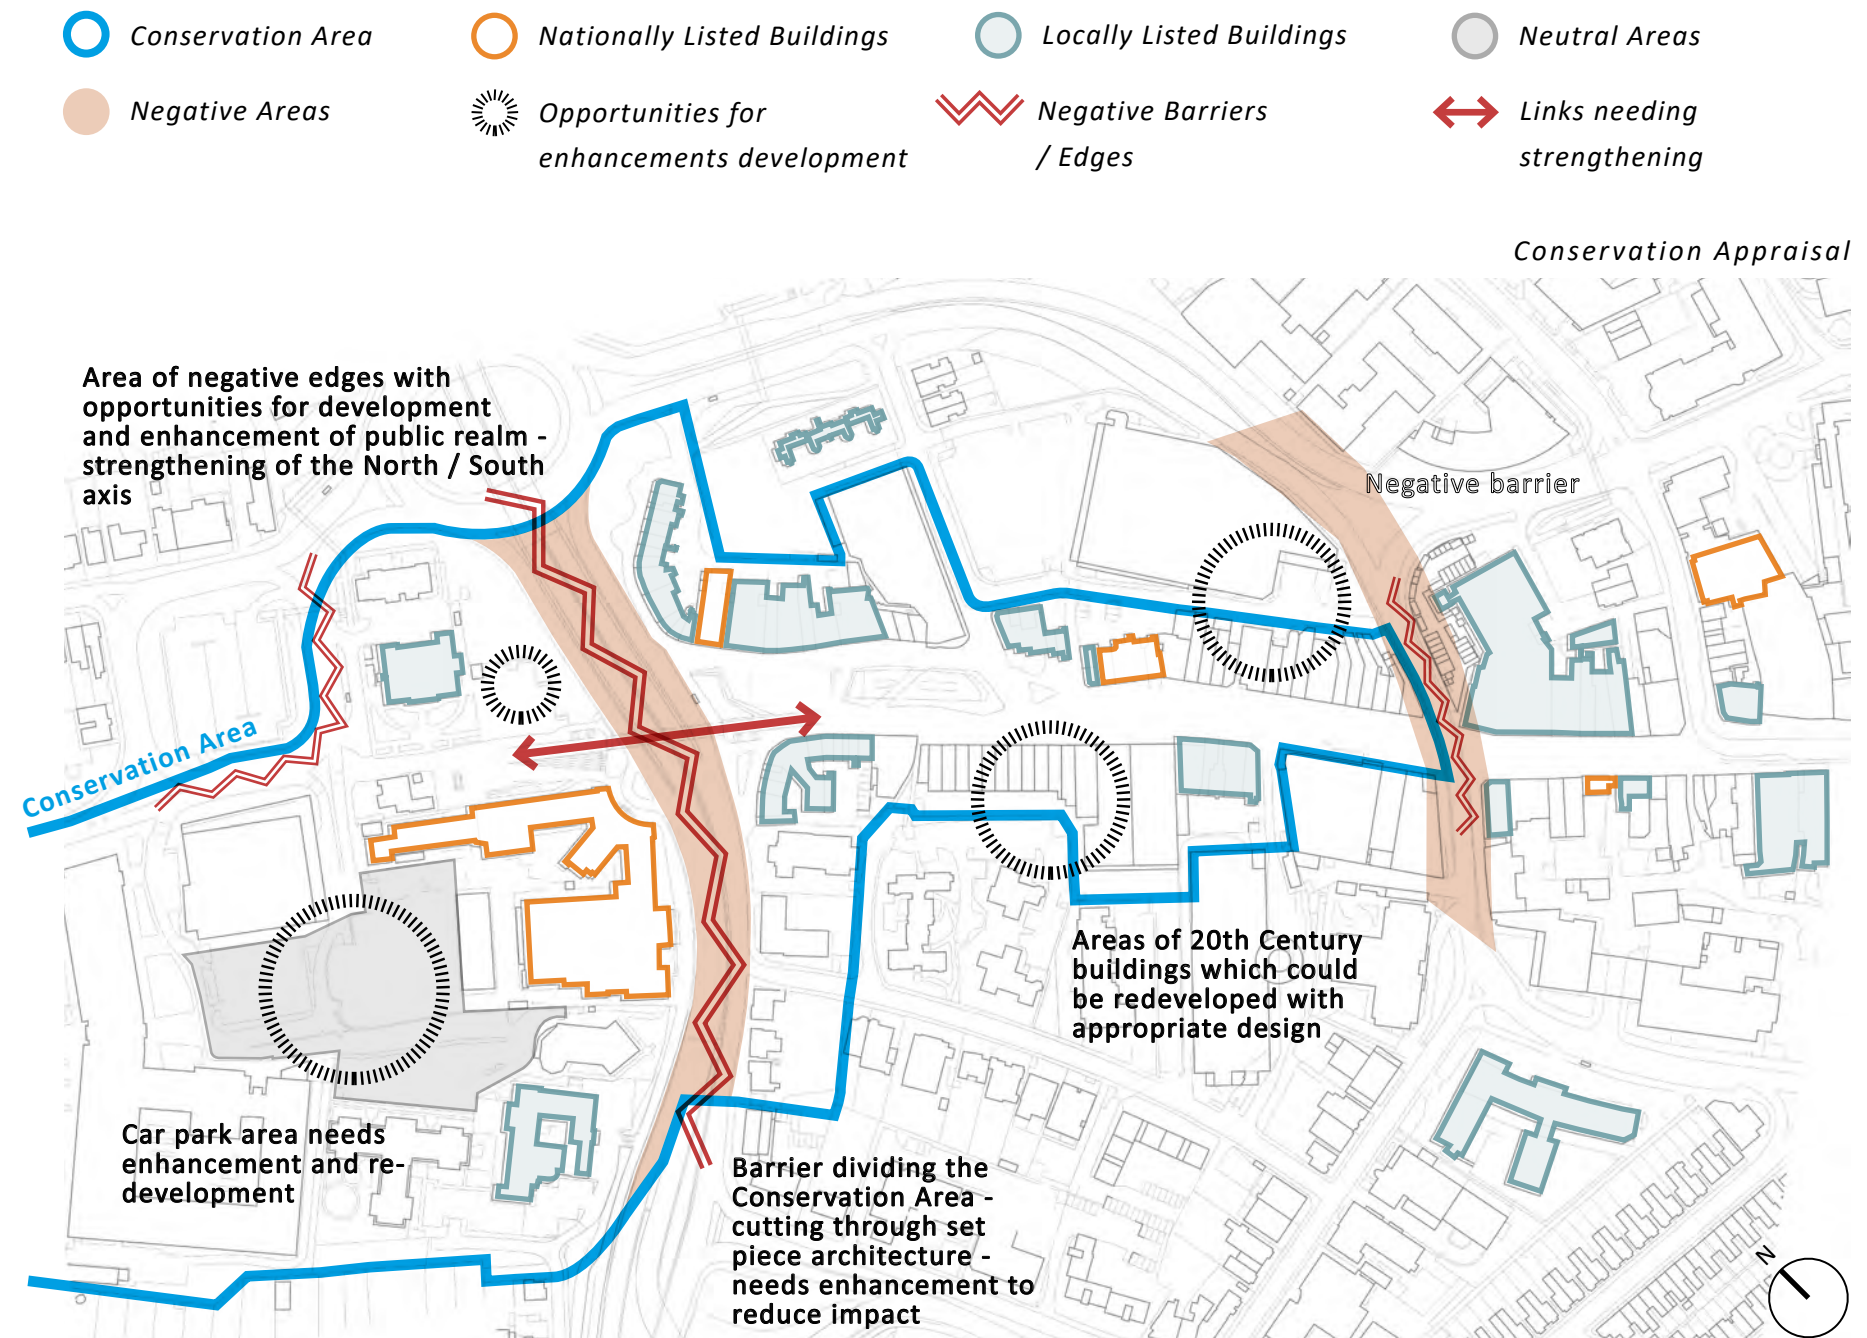 Conservation Area
Nationally Listed Buildings
Locally Listed Buildings
Neutral Areas
Negative Areas
Opportunities for
enhancements development
Negative Barriers
/ Edges
Links needing
strengthening
Conservation Appraisal
Area of negative edges with
opportunities for development
and enhancement of public realm -
strengthening of the North / South
axis
Negative barrier
Conservation Area
Areas of 20th Century
buildings which could
be redeveloped with
appropriate design
Car park area needs
enhancement and re-
development
Barrier dividing the
Conservation Area -
cutting through set
piece architecture -
needs enhancement to
reduce impact
N